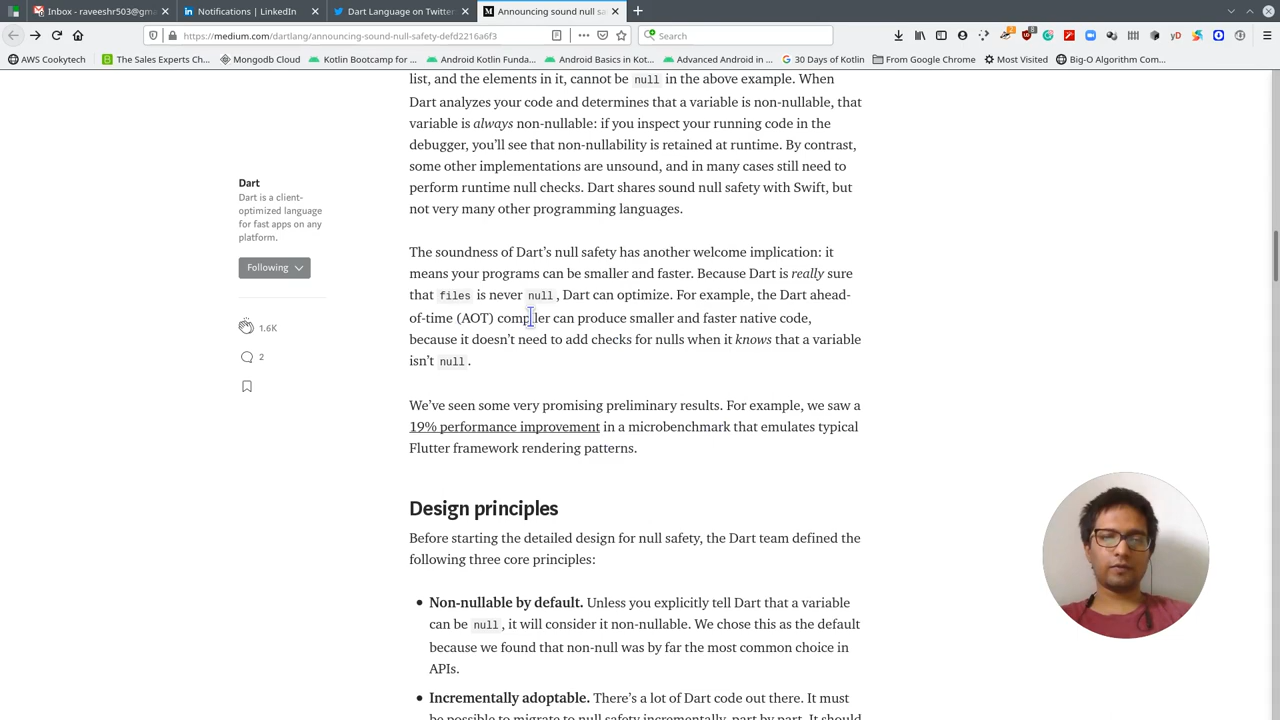 Inbox - raveeshr503@gma
Notifications | LinkedIn
Dart Language on Twitter
Announcing sound null saf
https://medium.com/dartlang/announcing-sound-null-safety-defd2216a6f3
Search
AWS Cookytech
The Sales Experts Ch...
Mongodb Cloud
Kotlin Bootcamp for ...
Android Kotlin Funda...
Android Basics in Kot...
Advanced Android in ...
30 Days of Kotlin
From Google Chrome
Most Visited
Big-O Algorithm Com...
list, and the elements in it, cannot be null in the above example. When
Dart analyzes your code and determines that a variable is non-nullable, that
variable is always non-nullable: if you inspect your running code in the
debugger, you'll see that non-nullability is retained at runtime. By contrast,
some other implementations are unsound, and in many cases still need to
perform runtime null checks. Dart shares sound null safety with Swift, but
not very many other programming languages.
Dart
Dart is a client-
optimized language
for fast apps on any
platform.
Following
1.6K
2
The soundness of Dart's null safety has another welcome implication: it
means your programs can be smaller and faster. Because Dart is really sure
that files is never null, Dart can optimize. For example, the Dart ahead-
of-time (AOT) compiler can produce smaller and faster native code,
because it doesn't need to add checks for nulls when it knows that a variable
isn't null.
We've seen some very promising preliminary results. For example, we saw a
19% performance improvement in a microbenchmark that emulates typical
Flutter framework rendering patterns.
Design principles
Before starting the detailed design for null safety, the Dart team defined the
following three core principles:
• Non-nullable by default. Unless you explicitly tell Dart that a variable
can be null, it will consider it non-nullable. We chose this as the default
because we found that non-null was by far the most common choice in
APIs.
• Incrementally adoptable. There's a lot of Dart code out there. It must
be possible to migrate to null safety incrementally, part by part. It should